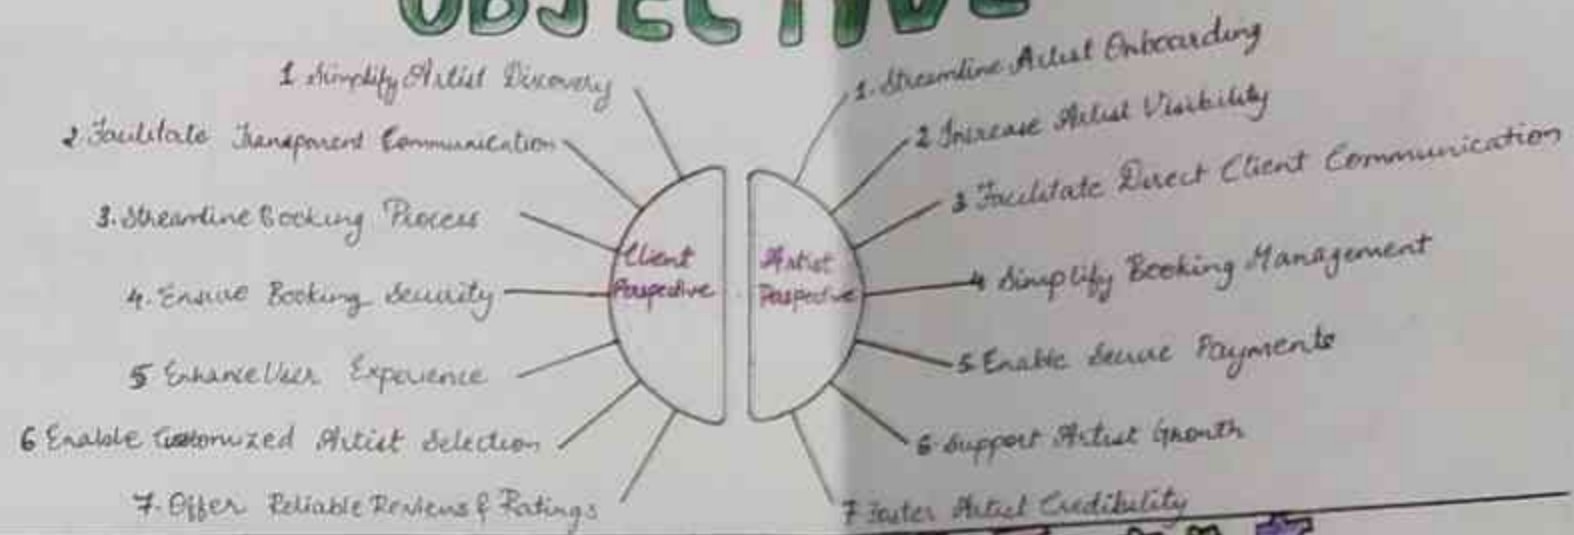 OBJECTIVE
1 Simplify Artist Discovery
2 Facilitate Transparent Communication
3. Streamline Booking Process
4. Ensure Booking Security
5 Enhance User Experience
6 Enable Customized Artist Selection
7. Offer Reliable Reviews & Ratings
Client
Perspective
Artist
Perspective
1. Streamline Artist Onboarding
2 Increase Artist Visibility
3 Facilitate Direct Client Communication
4 Simplify Booking Management
5 Enable Secure Payments
6. Support Artist Growth
7 Foster Artist Credibility